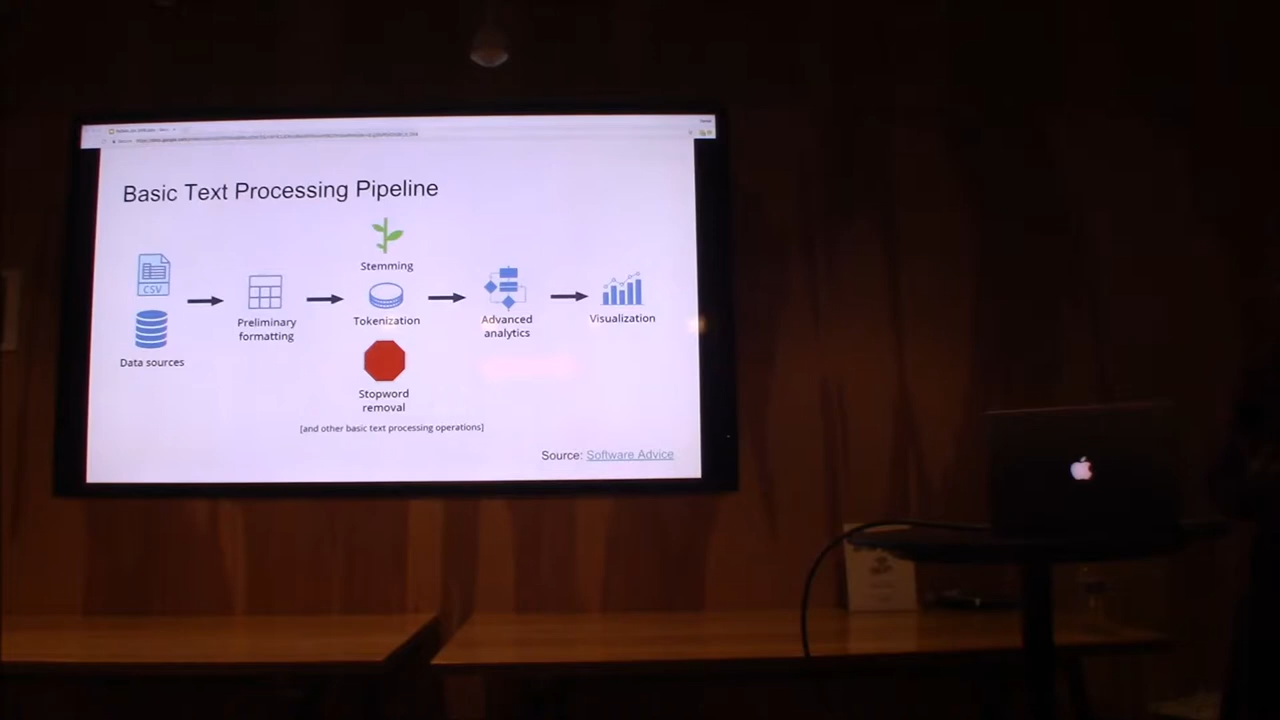 Basic Text Processing Pipeline
Stemming
CSV
Preliminary
formatting
Tokenization
Advanced
analytics
Visualization
Data sources
Stopword
removal
[and other basic text processing operations]
Source: Software Advice